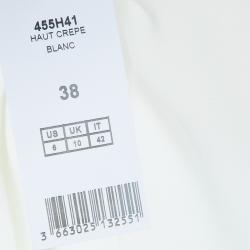 455H41
HAUT CREPE
BLANC
38
US UK IT
6 10 42
3 663025 132551